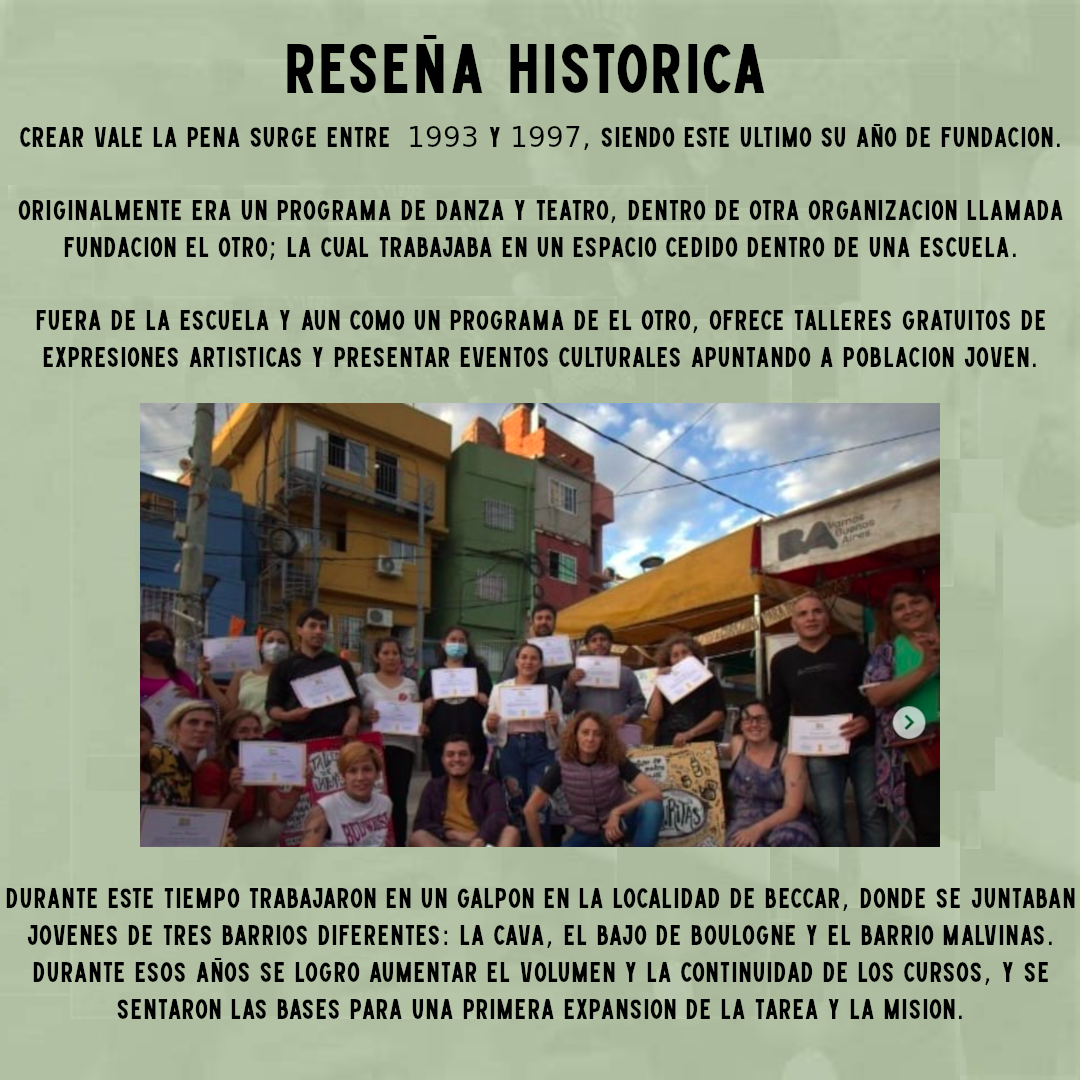 RESEÑA HISTORICA
CREAR VALE LA PENA SURGE ENTRE 1993 Y 1997, SIENDO ESTE ULTIMO SU AÑO DE FUNDACION.
ORIGINALMENTE ERA UN PROGRAMA DE DANZA Y TEATRO, DENTRO DE OTRA ORGANIZACION LLAMADA
FUNDACION EL OTRO; LA CUAL TRABAJABA EN UN ESPACIO CEDIDO DENTRO DE UNA ESCUELA.
FUERA DE LA ESCUELA Y AUN COMO UN PROGRAMA DE EL OTRO, OFRECE TALLERES GRATUITOS DE
EXPRESIONES ARTISTICAS Y PRESENTAR EVENTOS CULTURALES APUNTANDO A POBLACION JOVEN.
BA Vamos
Buenos
Aires
BUDWEIS
DURANTE ESTE TIEMPO TRABAJARON EN UN GALPON EN LA LOCALIDAD DE BECCAR, DONDE SE JUNTABAN
JOVENES DE TRES BARRIOS DIFERENTES: LA CAVA, EL BAJO DE BOULOGNE Y EL BARRIO MALVINAS.
DURANTE ESOS AÑOS SE LOGRO AUMENTAR EL VOLUMEN Y LA CONTINUIDAD DE LOS CURSOS, Y SE
SENTARON LAS BASES PARA UNA PRIMERA EXPANSION DE LA TAREA Y LA MISION.